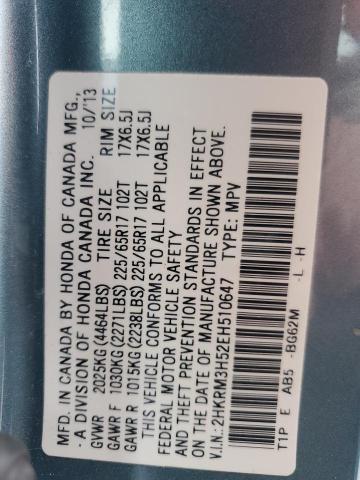 MFD. IN CANADA BY HONDA OF CANADA MFG.,
- A DIVISION OF HONDA CANADA INC. 10/'13
GVWR 2025KG(4464LBS) TIRE SIZE RIM SIZE
GAWR F 1030KG(2271LBS) 225/65R17 102T 17X6.5J
GAWR R 1015KG(2238LBS) 225/65R17 102T 17X6.5J
THIS VEHICLE CONFORMS TO ALL APPLICABLE
FEDERAL MOTOR VEHICLE SAFETY
AND THEFT PREVENTION STANDARDS IN EFFECT
ON THE DATE OF MANUFACTURE SHOWN ABOVE.
V.I.N.:2HKRM3H52EH510647 TYPE: MPV
T1P E AB5 -BG62M -L -H